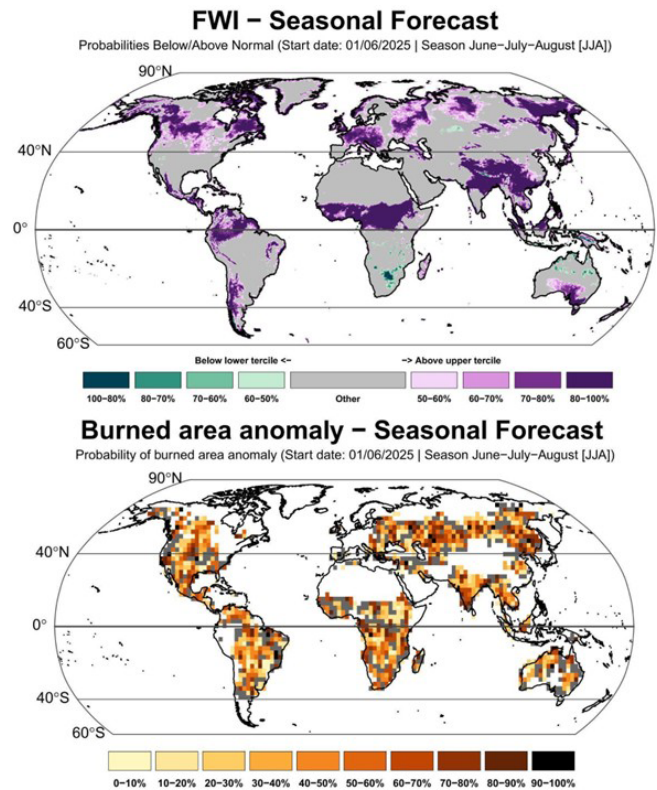 FWI − Seasonal Forecast
Probabilities Below/Above Normal (Start date: 01/06/2025 | Season June−July−August [JJA])
90°N
40°N
0°
40°S
60°S
Below lower tercile <− −> Above upper tercile
100−80% 80−70% 70−60% 60−50% Other 50−60% 60−70% 70−80% 80−100%
Burned area anomaly − Seasonal Forecast
Probability of burned area anomaly (Start date: 01/06/2025 | Season June−July−August [JJA])
90°N
40°N
0°
40°S
60°S
0−10% 10−20% 20−30% 30−40% 40−50% 50−60% 60−70% 70−80% 80−90% 90−100%